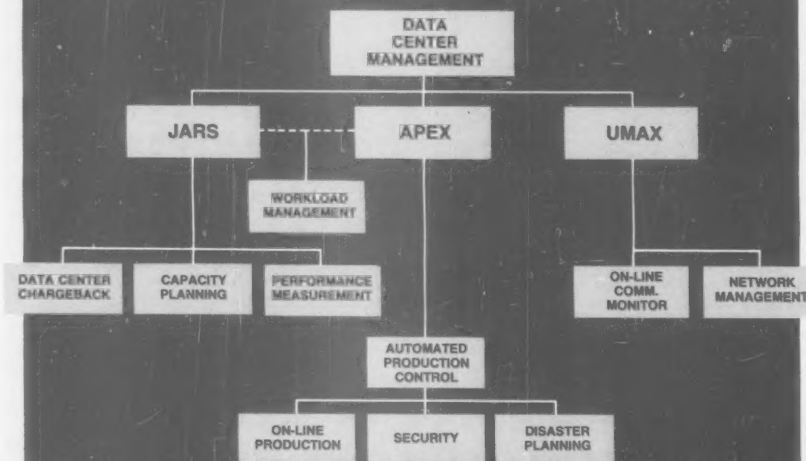 DATA
CENTER
MANAGEMENT
JARS
APEX
UMAX
WORKLOAD
MANAGEMENT
DATA CENTER
CHARGEBACK
CAPACITY
PLANNING
PERFORMANCE
MEASUREMENT
ON-LINE
COMM.
MONITOR
NETWORK
MANAGEMENT
AUTOMATED
PRODUCTION
CONTROL
ON-LINE
PRODUCTION
SECURITY
DISASTER
PLANNING